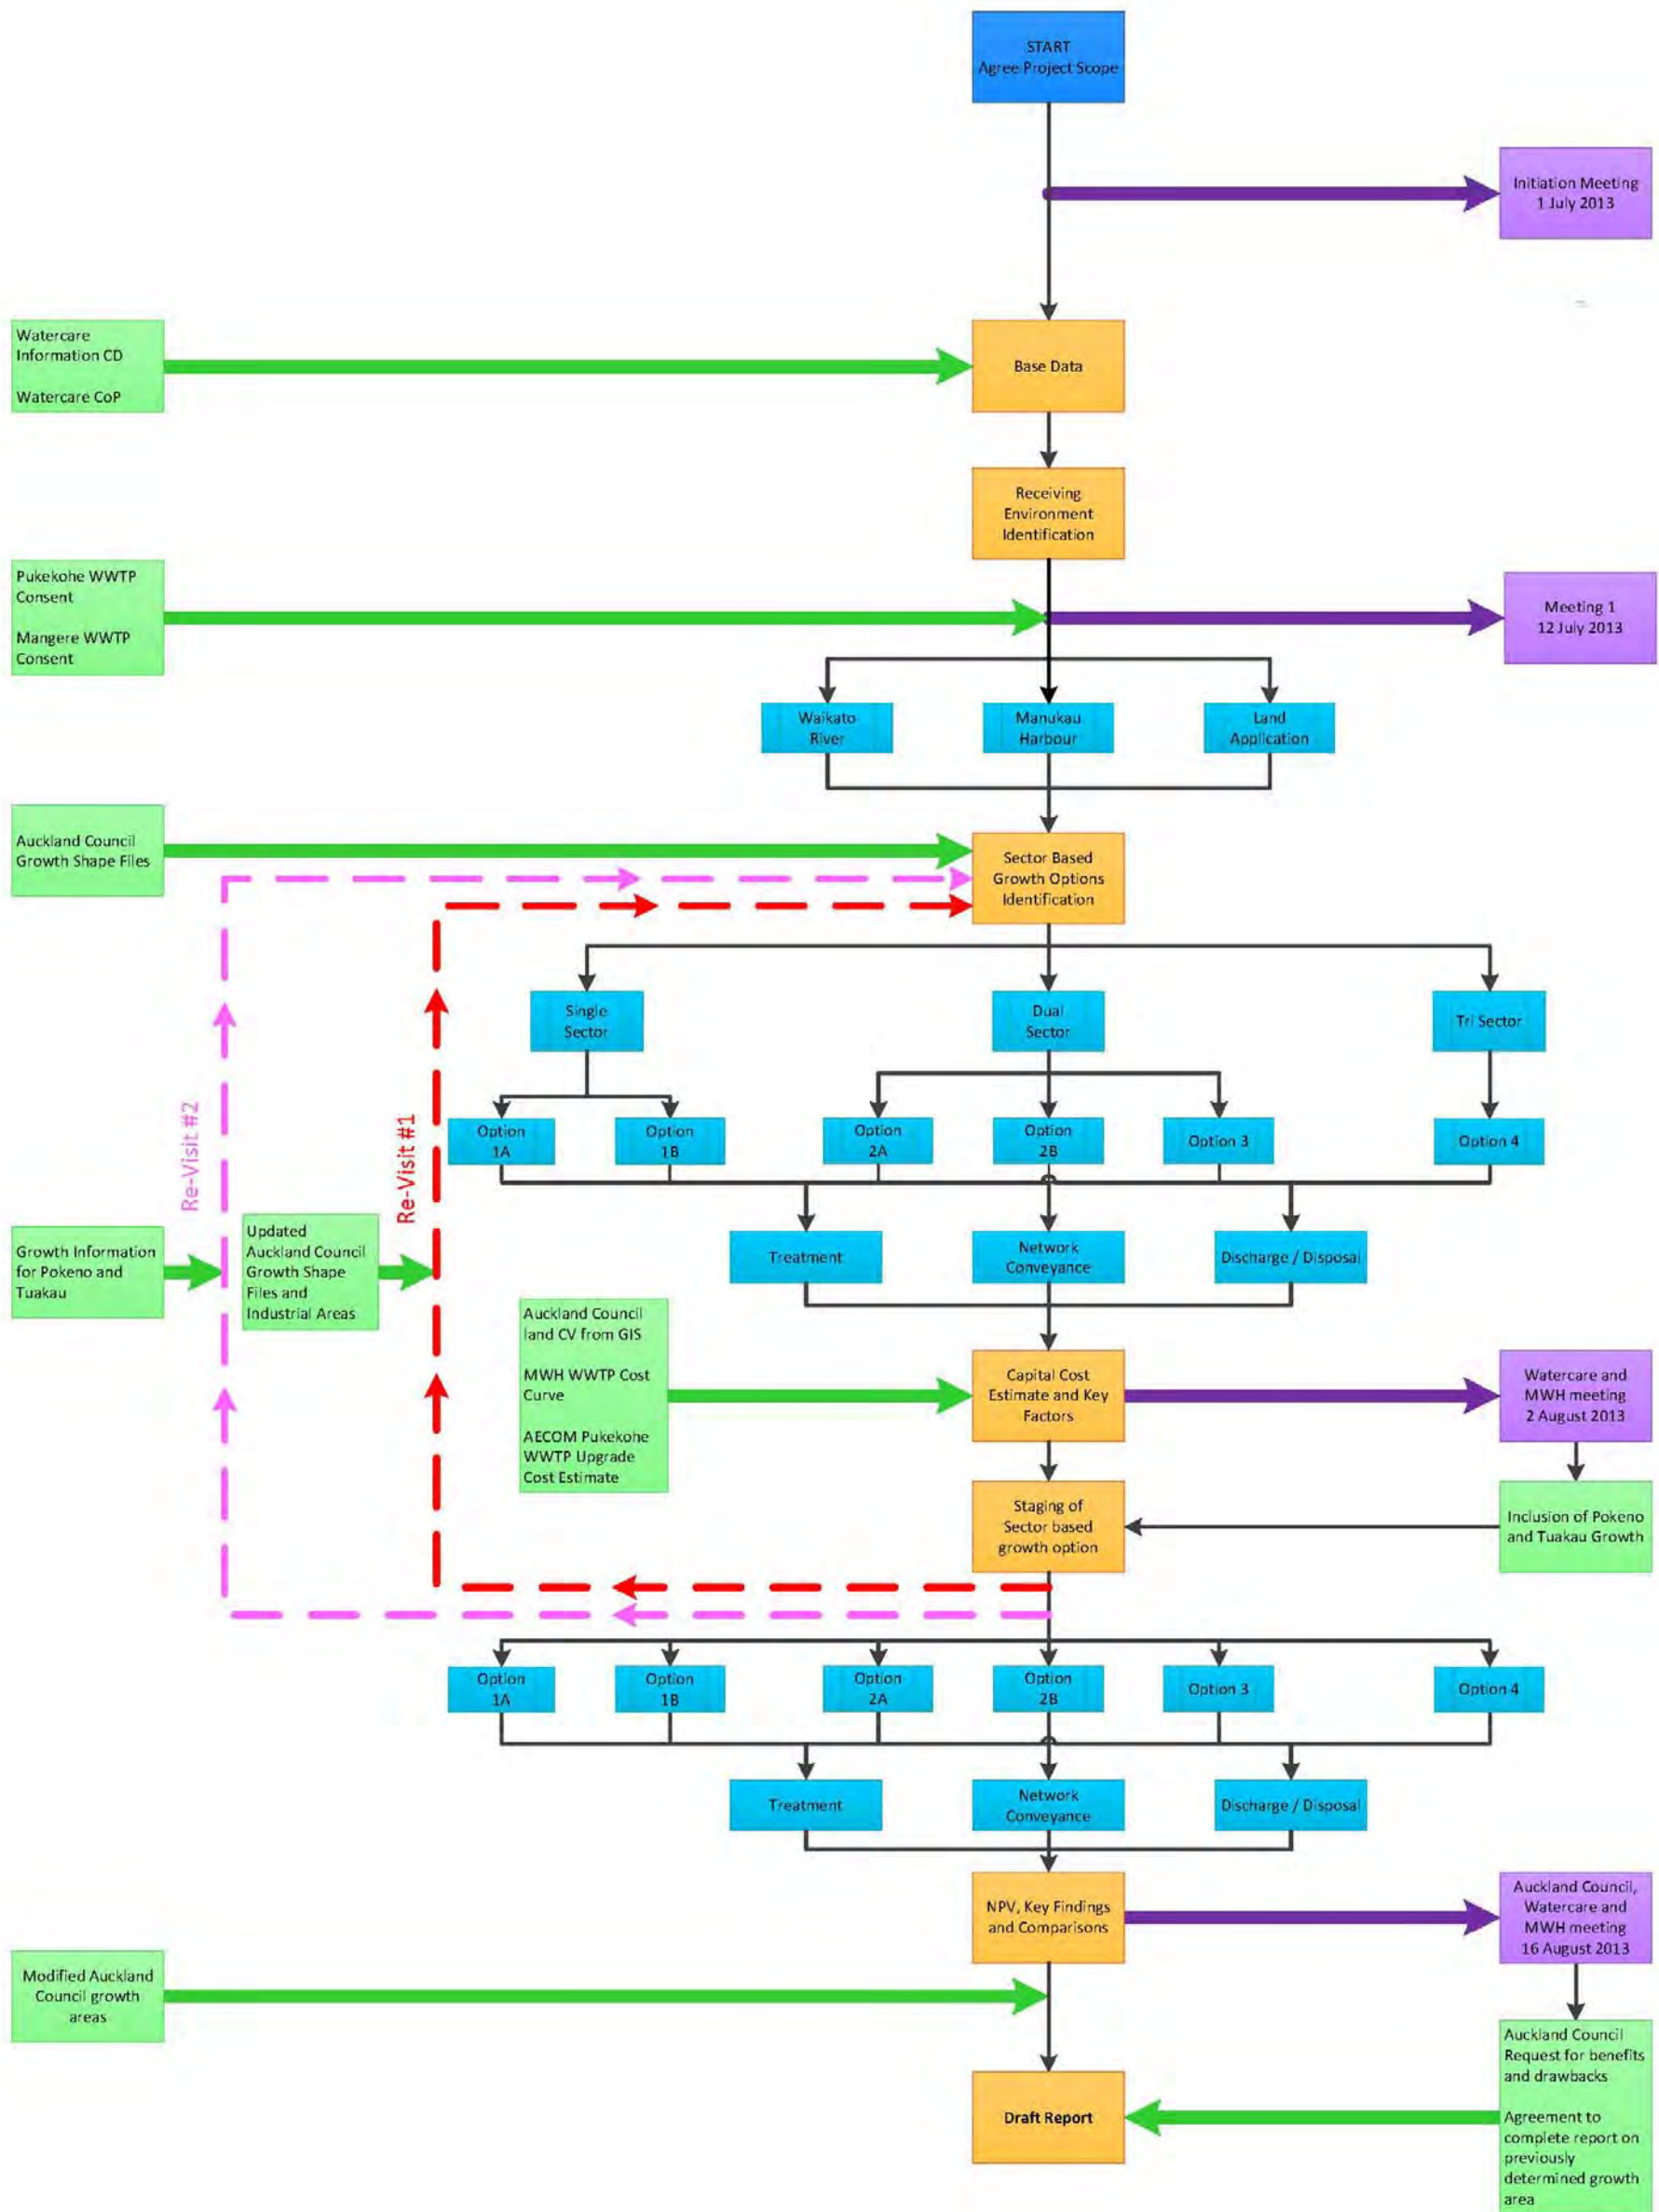 START
Agree Project Scope
Initiation Meeting
1 July 2013
Watercare
Information CD
Watercare CoP
Base Data
Receiving
Environment
Identification
Pukekohe WWTP
Consent
Mangere WWTP
Consent
Meeting 1
12 July 2013
Waikato
River
Manukau
Harbour
Land
Application
Auckland Council
Growth Shape Files
Sector Based
Growth Options
Identification
Single
Sector
Dual
Sector
Tri Sector
Re-Visit #2
Re-Visit #1
Option
1A
Option
1B
Option
2A
Option
2B
Option 3
Option 4
Growth Information
for Pokeno and
Tuakau
Updated
Auckland Council
Growth Shape
Files and
Industrial Areas
Treatment
Network
Conveyance
Discharge / Disposal
Auckland Council
land CV from GIS
MWH WWTP Cost
Curve
AECOM Pukekohe
WWTP Upgrade
Cost Estimate
Capital Cost
Estimate and Key
Factors
Watercare and
MWH meeting
2 August 2013
Staging of
Sector based
growth option
Inclusion of Pokeno
and Tuakau Growth
Option
1A
Option
1B
Option
2A
Option
2B
Option 3
Option 4
Treatment
Network
Conveyance
Discharge / Disposal
NPV, Key Findings
and Comparisons
Auckland Council,
Watercare and
MWH meeting
16 August 2013
Modified Auckland
Council growth
areas
Draft Report
Auckland Council
Request for benefits
and drawbacks
Agreement to
complete report on
previously
determined growth
area